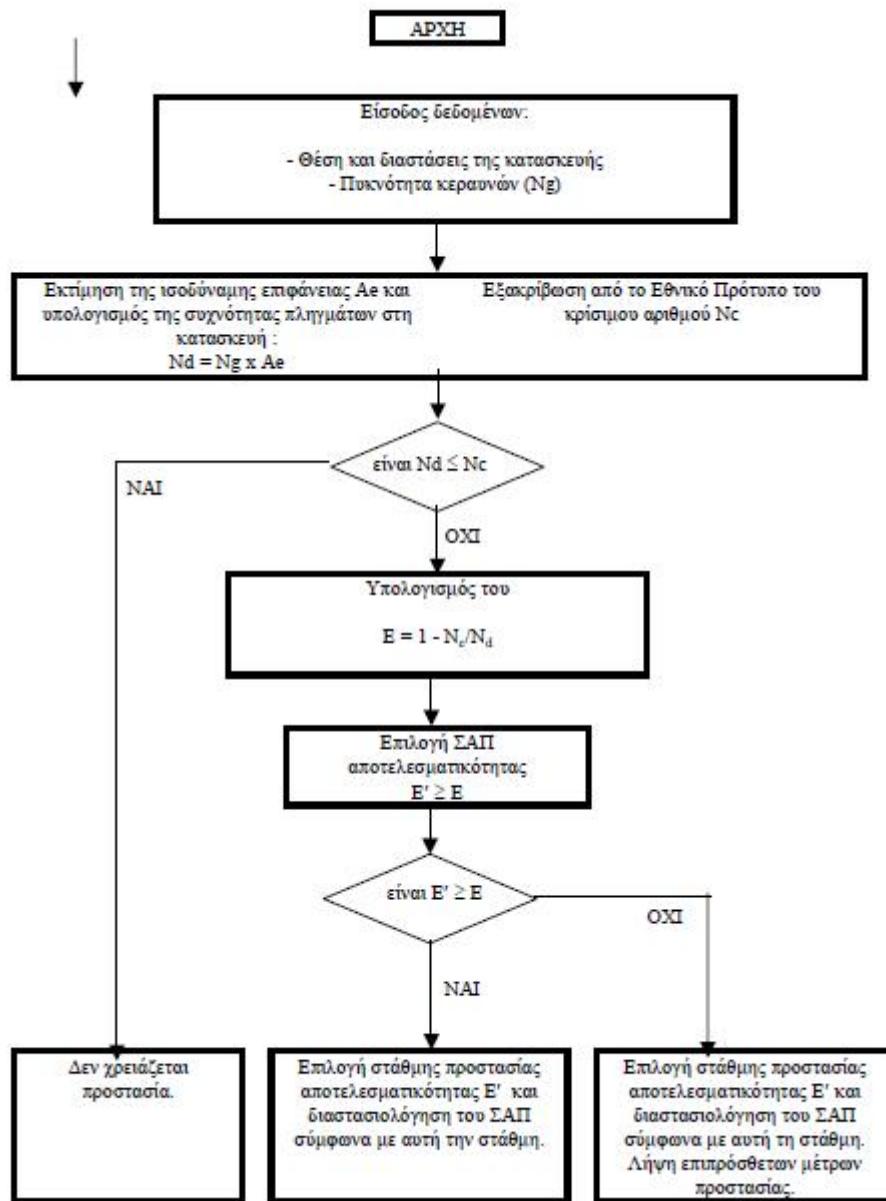 ΑΡΧΗ
Είσοδος δεδομένων:
- Θέση και διαστάσεις της κατασκευής
- Πυκνότητα κεραυνών (Ng)
Εκτίμηση της ισοδύναμης επιφάνειας Ae και
υπολογισμός της συχνότητας πληγμάτων στη
κατασκευή :
Nd = Ng x Ae
Εξακρίβωση από το Εθνικό Πρότυπο του
κρίσιμου αριθμού Nc
είναι Nd ≤ Nc
ΝΑΙ
ΟΧΙ
Υπολογισμός του
E = 1 - Nc/Nd
Επιλογή ΣΑΠ
αποτελεσματικότητας
E' ≥ E
είναι E' ≥ E
ΟΧΙ
ΝΑΙ
Δεν χρειάζεται
προστασία.
Επιλογή στάθμης προστασίας
αποτελεσματικότητας E' και
διαστασιολόγηση του ΣΑΠ
σύμφωνα με αυτή την στάθμη.
Επιλογή στάθμης προστασίας
αποτελεσματικότητας E' και
διαστασιολόγηση του ΣΑΠ
σύμφωνα με αυτή τη στάθμη.
Λήψη επιπρόσθετων μέτρων
προστασίας.